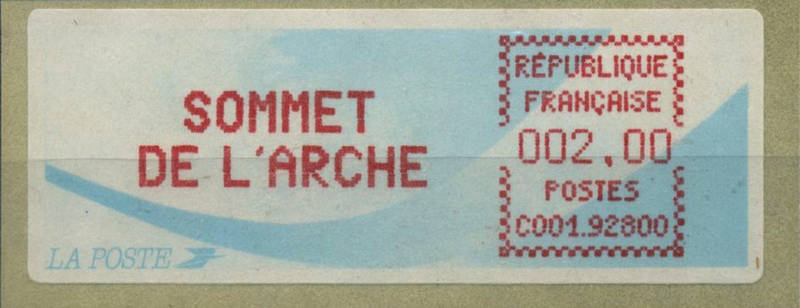 SOMMET
DE L'ARCHE
LA POSTE
RÉPUBLIQUE
FRANÇAISE
002,00
POSTES
C001.92800